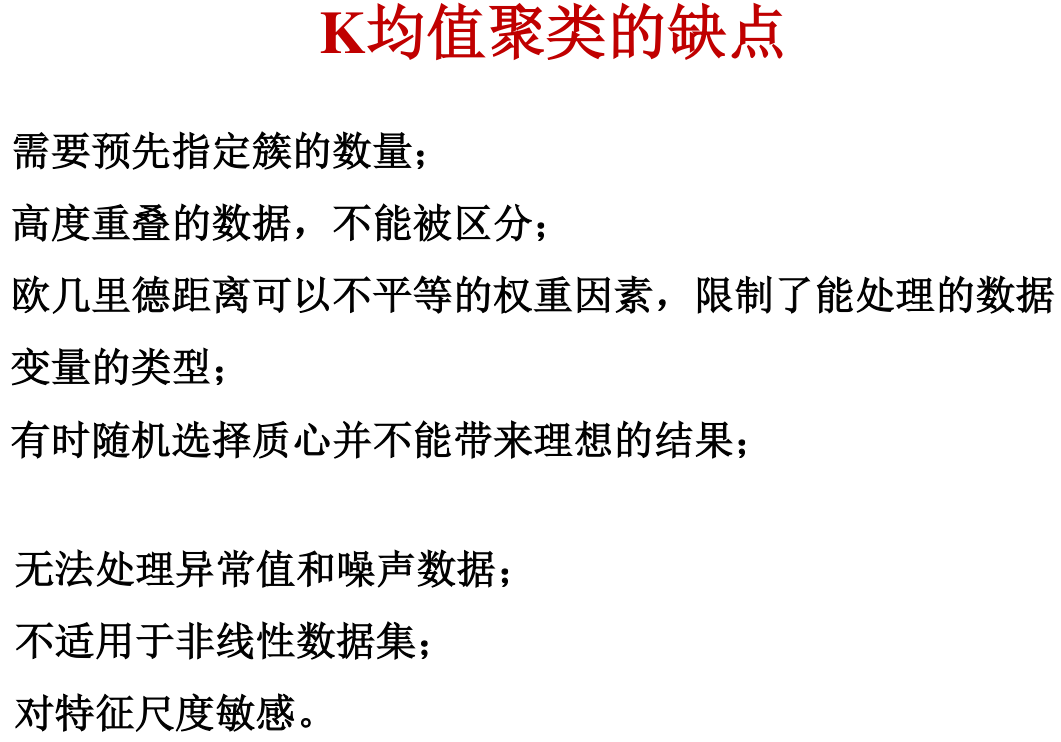 K均值聚类的缺点
需要预先指定簇的数量；
高度重叠的数据，不能被区分；
欧几里德距离可以不平等的权重因素，限制了能处理的数据
变量的类型；
有时随机选择质心并不能带来理想的结果；
无法处理异常值和噪声数据；
不适用于非线性数据集；
对特征尺度敏感。